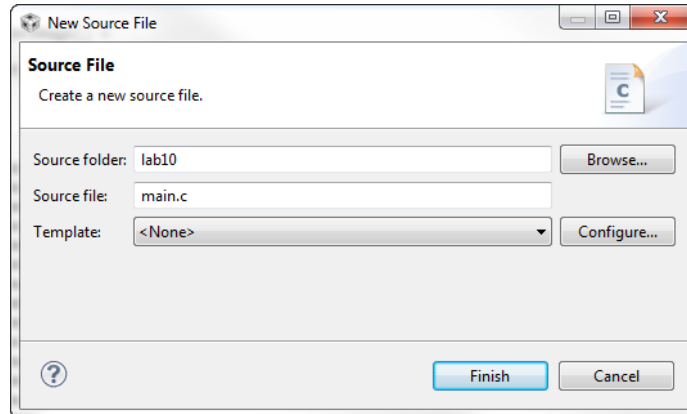 New Source File
Source File
Create a new source file.
C
Source folder: lab10 Browse...
Source file: main.c
Template: <None> Configure...
?
Finish Cancel